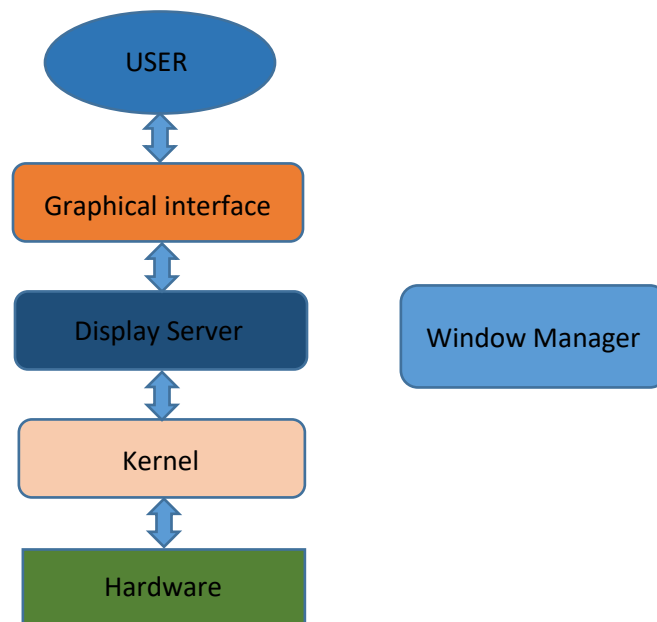 USER
Graphical interface
Display Server
Window Manager
Kernel
Hardware